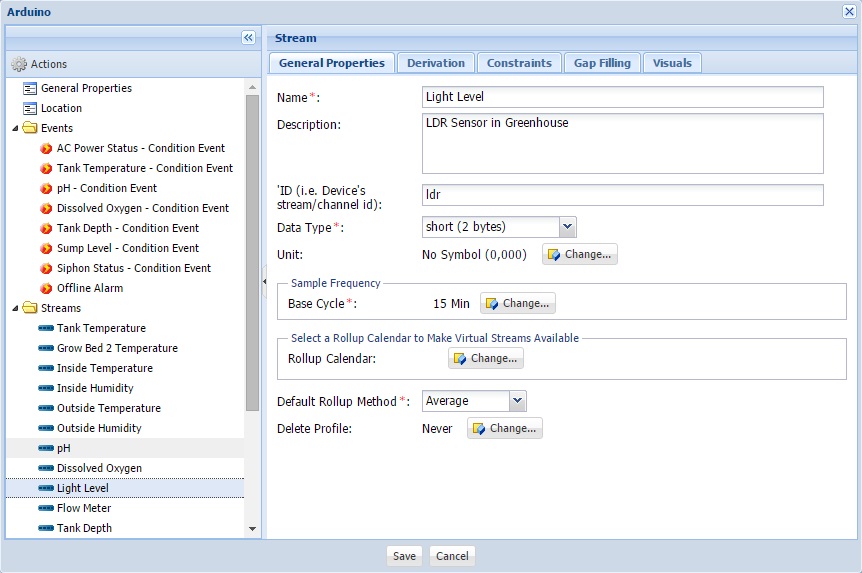 Arduino
Actions
General Properties
Location
Events
AC Power Status - Condition Event
Tank Temperature - Condition Event
pH - Condition Event
Dissolved Oxygen - Condition Event
Tank Depth - Condition Event
Sump Level - Condition Event
Siphon Status - Condition Event
Offline Alarm
Streams
Tank Temperature
Grow Bed 2 Temperature
Inside Temperature
Inside Humidity
Outside Temperature
Outside Humidity
pH
Dissolved Oxygen
Light Level
Flow Meter
Tank Depth
Stream
General Properties Derivation Constraints Gap Filling Visuals
Name*: Light Level
Description: LDR Sensor in Greenhouse
'ID (i.e. Device's
stream/channel id): ldr
Data Type*: short (2 bytes)
Unit: No Symbol (0,000) Change...
Sample Frequency
Base Cycle*: 15 Min Change...
Select a Rollup Calendar to Make Virtual Streams Available
Rollup Calendar: Change...
Default Rollup Method*: Average
Delete Profile: Never Change...
Save Cancel